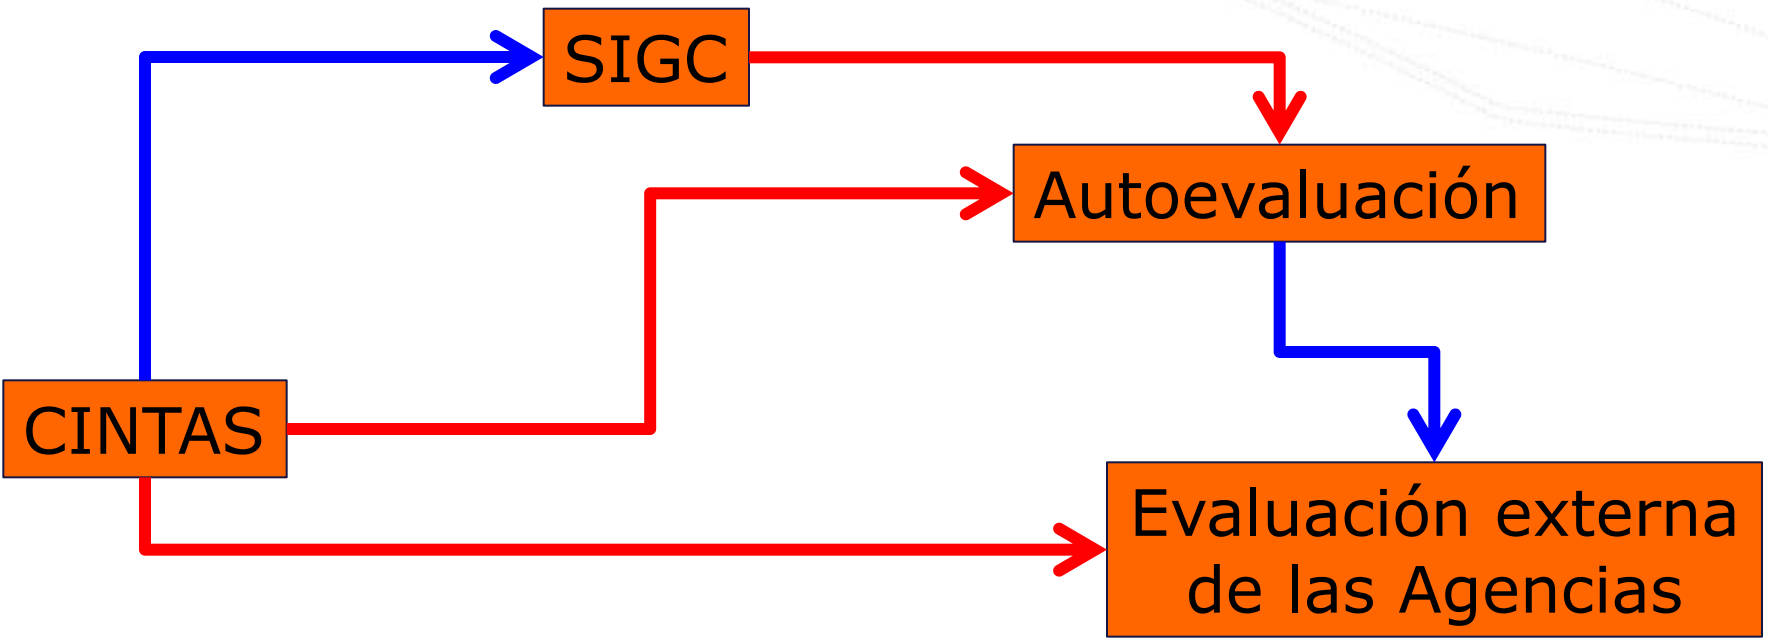 SIGC
Autoevaluación
CINTAS
Evaluación externa
de las Agencias